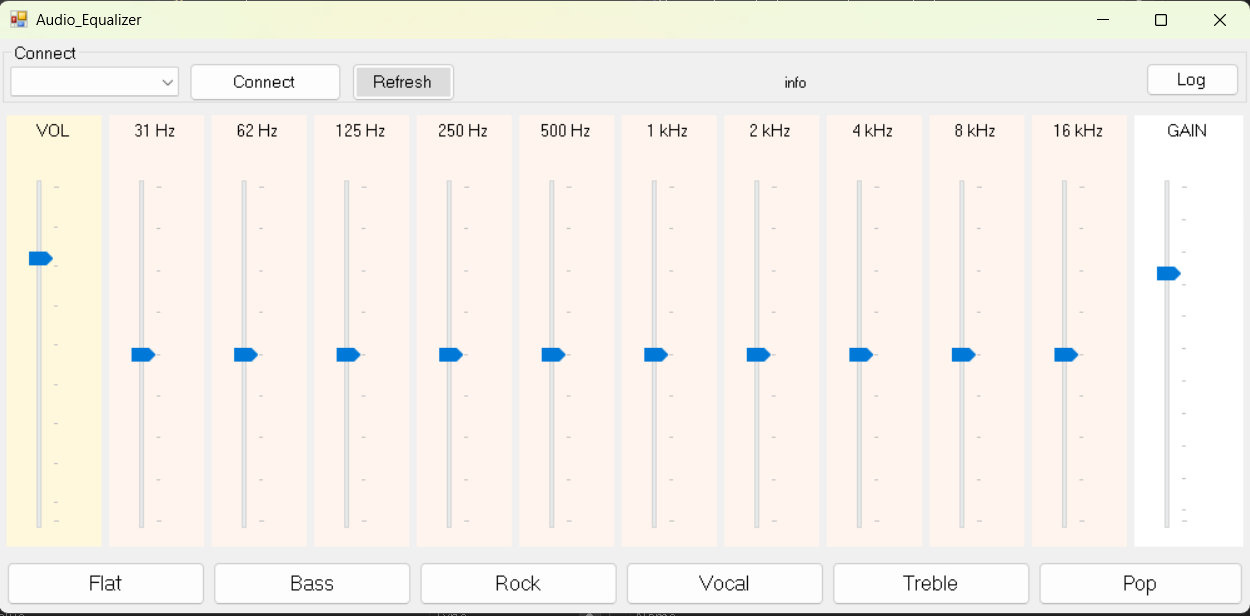 Audio_Equalizer
Connect
Connect Refresh info Log
VOL 31 Hz 62 Hz 125 Hz 250 Hz 500 Hz 1 kHz 2 kHz 4 kHz 8 kHz 16 kHz GAIN
Flat Bass Rock Vocal Treble Pop